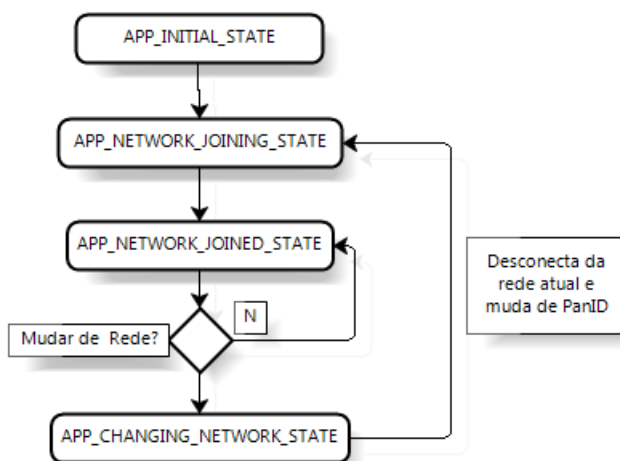 APP_INITIAL_STATE
APP_NETWORK_JOINING_STATE
APP_NETWORK_JOINED_STATE
Desconecta da
rede atual e
muda de PanID
N
Mudar de Rede?
APP_CHANGING_NETWORK_STATE